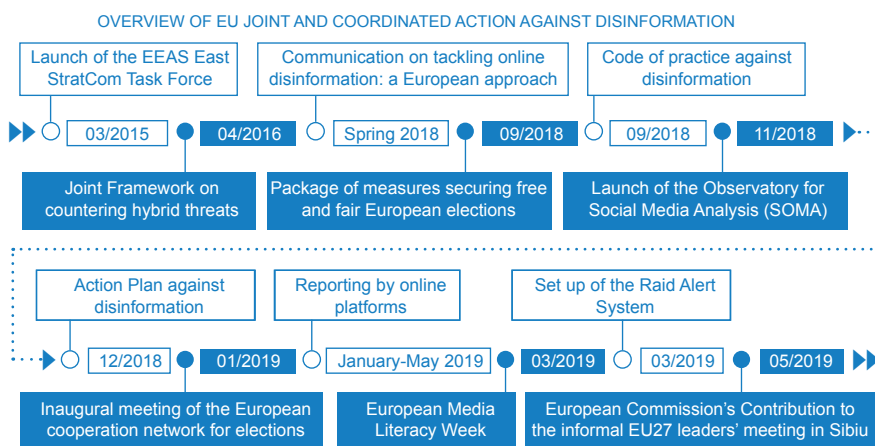 OVERVIEW OF EU JOINT AND COORDINATED ACTION AGAINST DISINFORMATION
Launch of the EEAS East
StratCom Task Force
Communication on tackling online
disinformation: a European approach
Code of practice against
disinformation
03/2015
04/2016
Spring 2018
09/2018
09/2018
11/2018
Joint Framework on
countering hybrid threats
Package of measures securing free
and fair European elections
Launch of the Observatory for
Social Media Analysis (SOMA)
Action Plan against
disinformation
Reporting by online
platforms
Set up of the Raid Alert
System
12/2018
01/2019
January-May 2019
03/2019
03/2019
05/2019
Inaugural meeting of the European
cooperation network for elections
European Media
Literacy Week
European Commission's Contribution to
the informal EU27 leaders' meeting in Sibiu